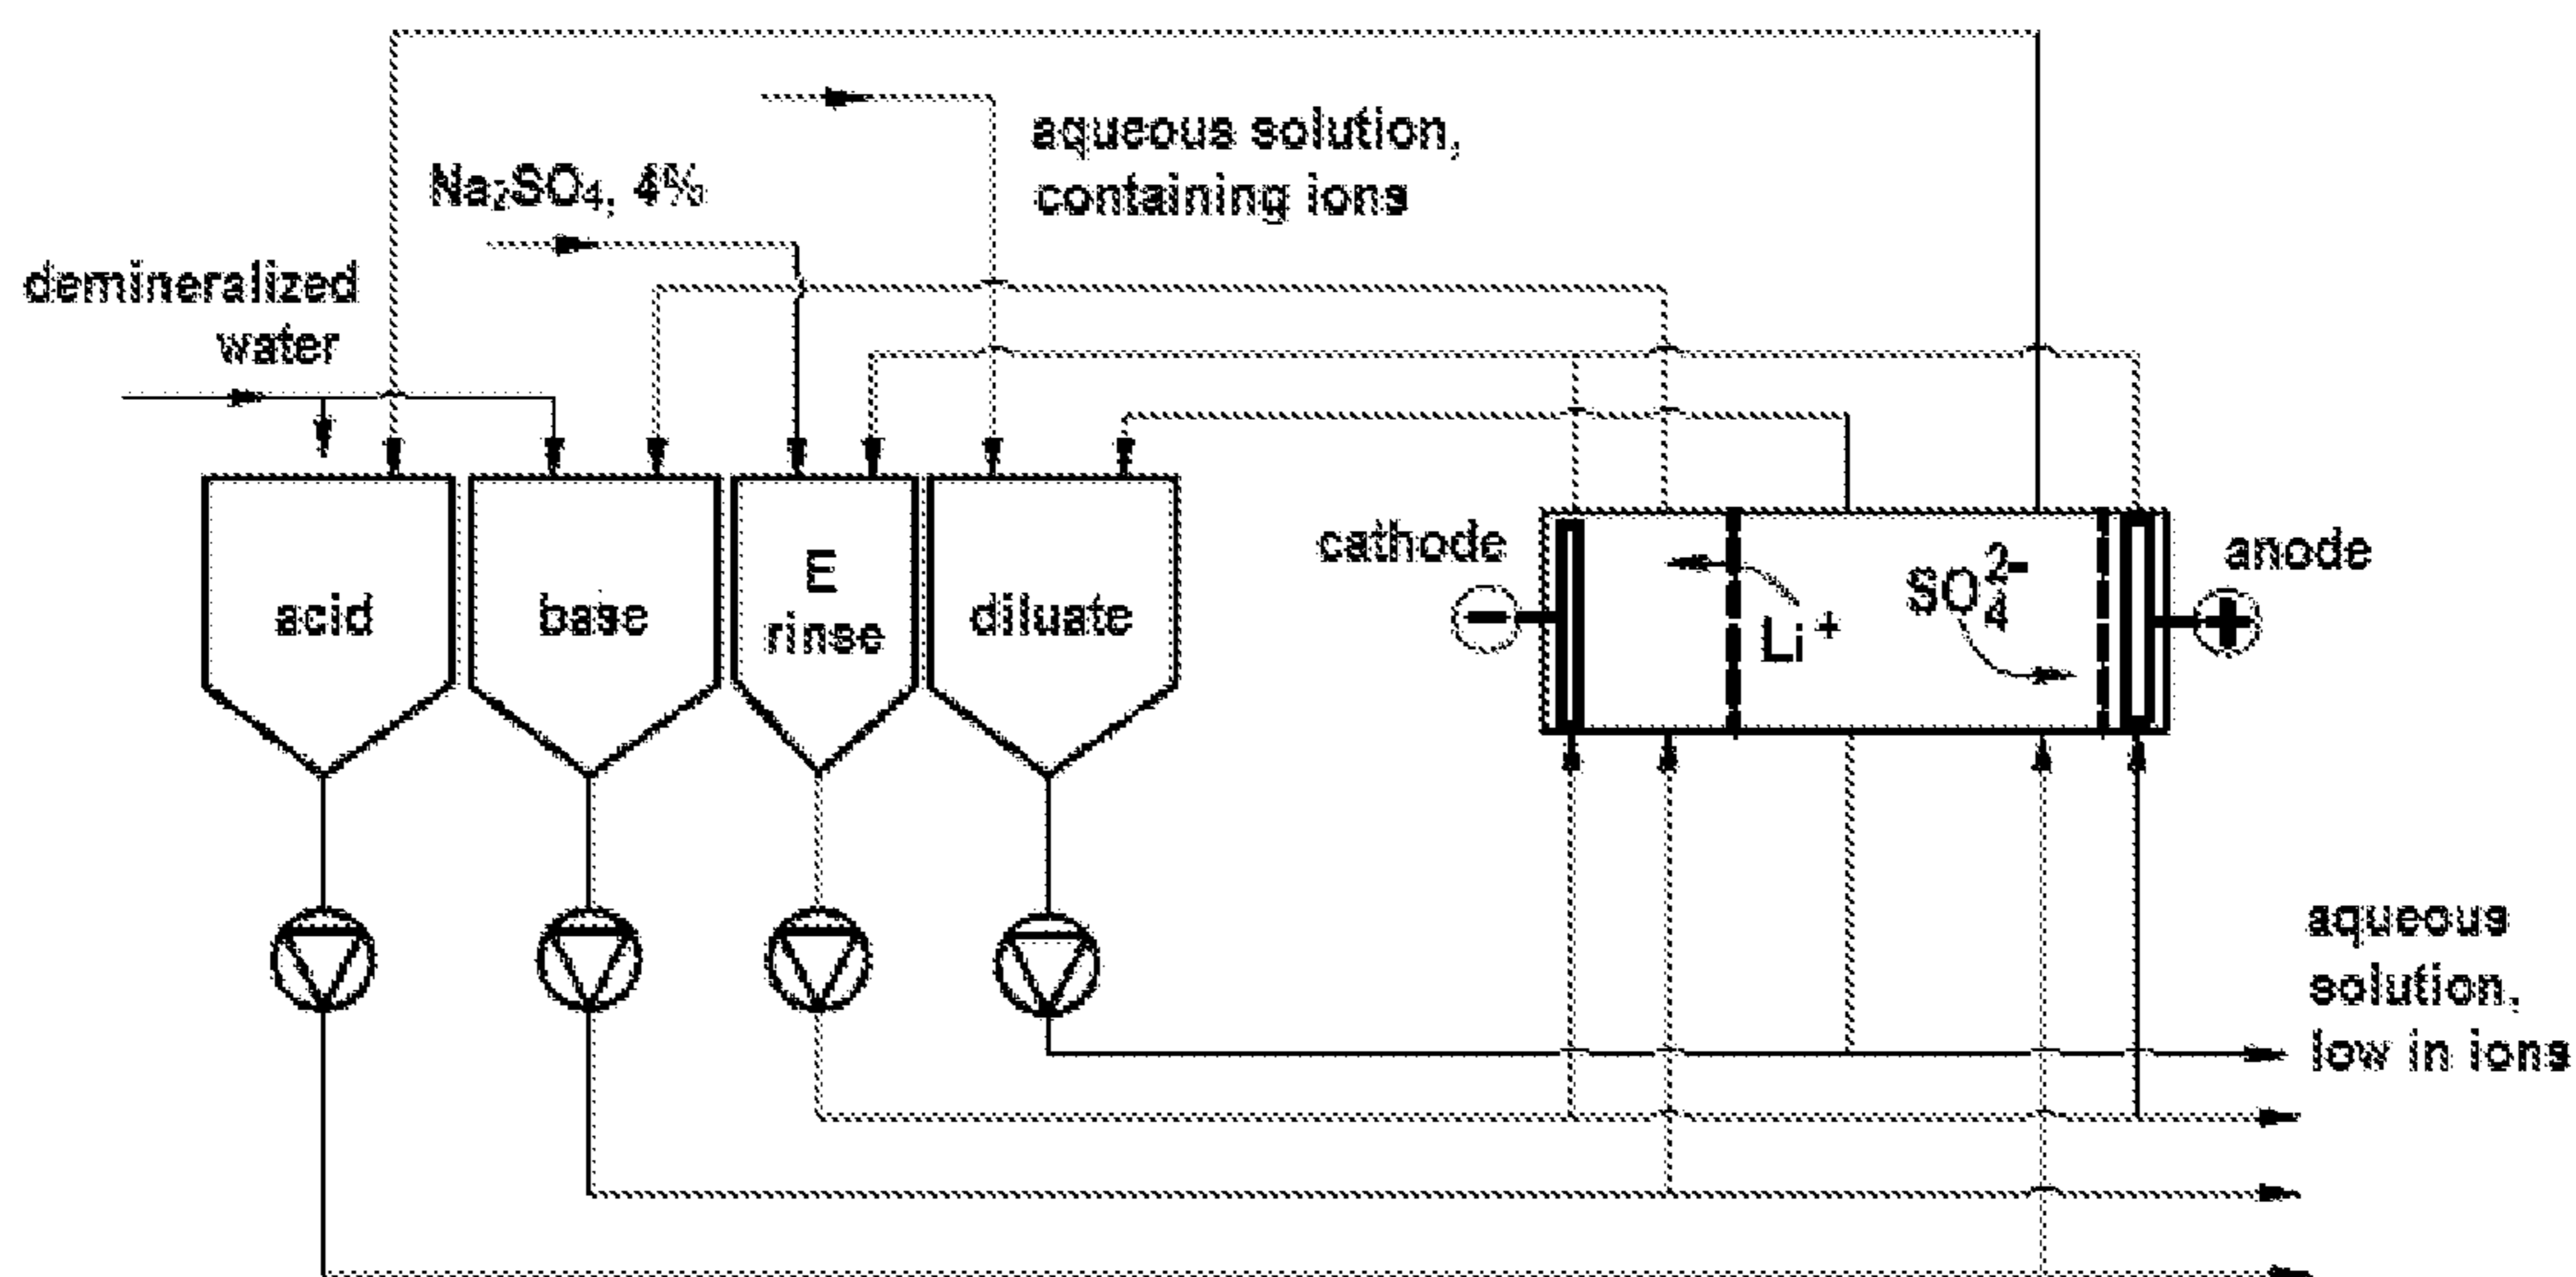 aqueous solution,
containing ions
Na₂SO₄, 4%
demineralized
water
acid
base
E
rinse
diluate
cathode
Li⁺
SO₄²⁻
anode
aqueous
solution,
low in ions